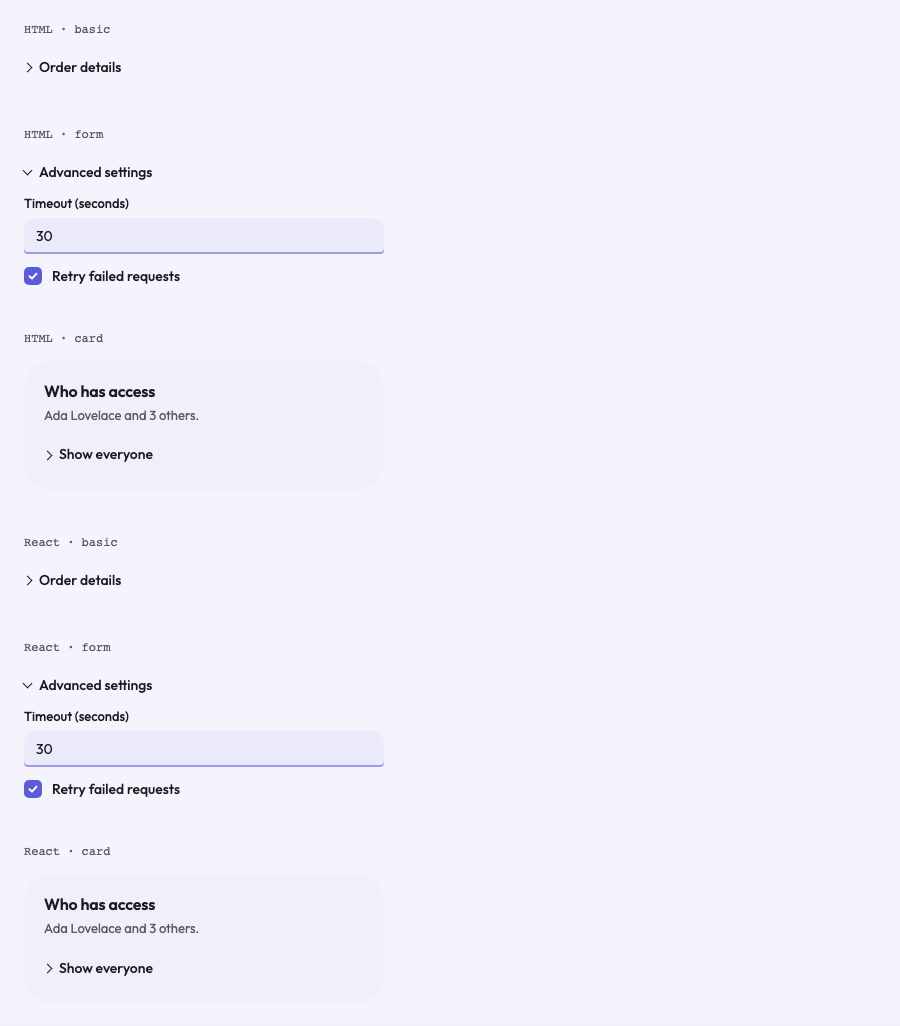 HTML · basic
Order details
HTML · form
Advanced settings
Timeout (seconds)
30
Retry failed requests
HTML · card
Who has access
Ada Lovelace and 3 others.
Show everyone
React · basic
Order details
React · form
Advanced settings
Timeout (seconds)
30
Retry failed requests
React · card
Who has access
Ada Lovelace and 3 others.
Show everyone